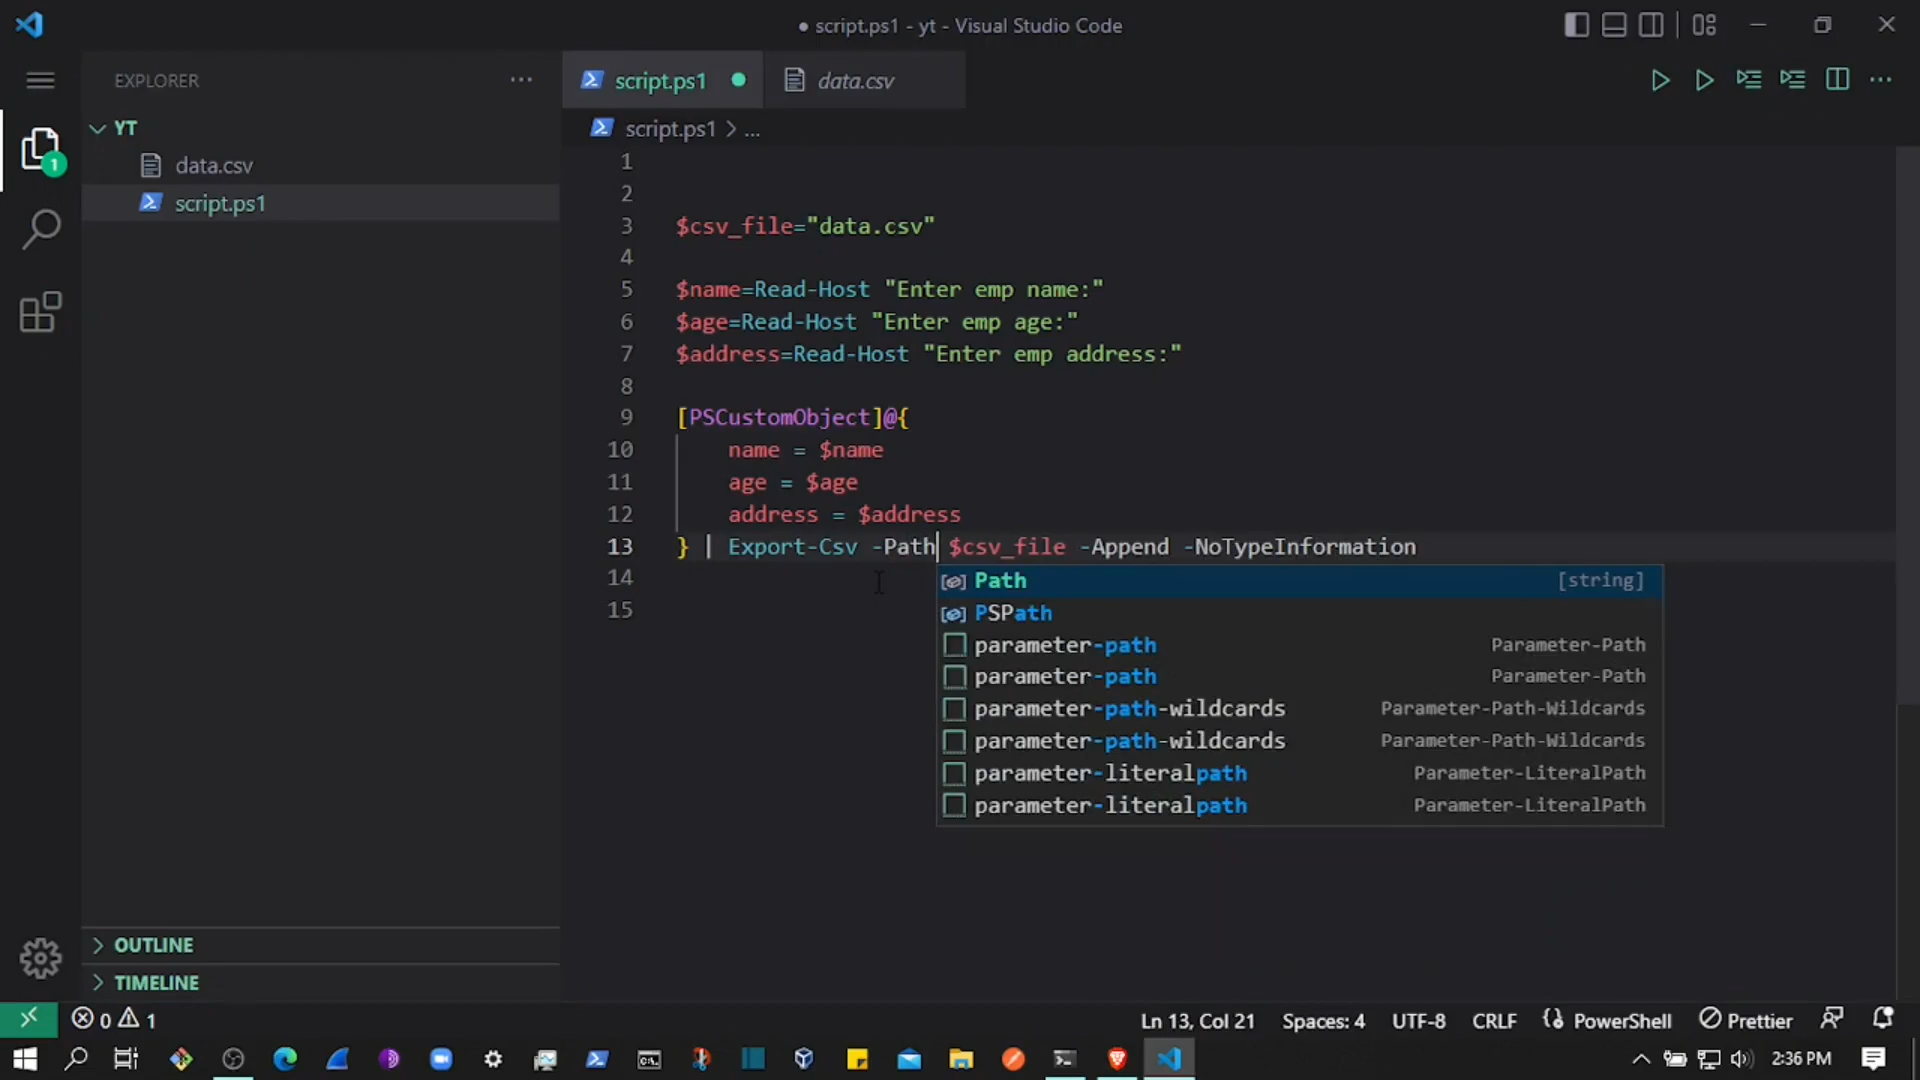 ● script.ps1 - yt - Visual Studio Code
EXPLORER
script.ps1
data.csv
YT
data.csv
script.ps1
script.ps1 > ...
1
2
3 $csv_file="data.csv"
4
5 $name=Read-Host "Enter emp name:"
6 $age=Read-Host "Enter emp age:"
7 $address=Read-Host "Enter emp address:"
8
9 [PSCustomObject]@{
10 name = $name
11 age = $age
12 address = $address
13 } | Export-Csv -Path $csv_file -Append -NoTypeInformation
14
15
Path [string]
PSPath
parameter-path Parameter-Path
parameter-path Parameter-Path
parameter-path-wildcards Parameter-Path-Wildcards
parameter-path-wildcards Parameter-Path-Wildcards
parameter-literalpath Parameter-LiteralPath
parameter-literalpath Parameter-LiteralPath
1
OUTLINE
TIMELINE
0 1
Ln 13, Col 21 Spaces: 4 UTF-8 CRLF PowerShell Prettier
2:36 PM